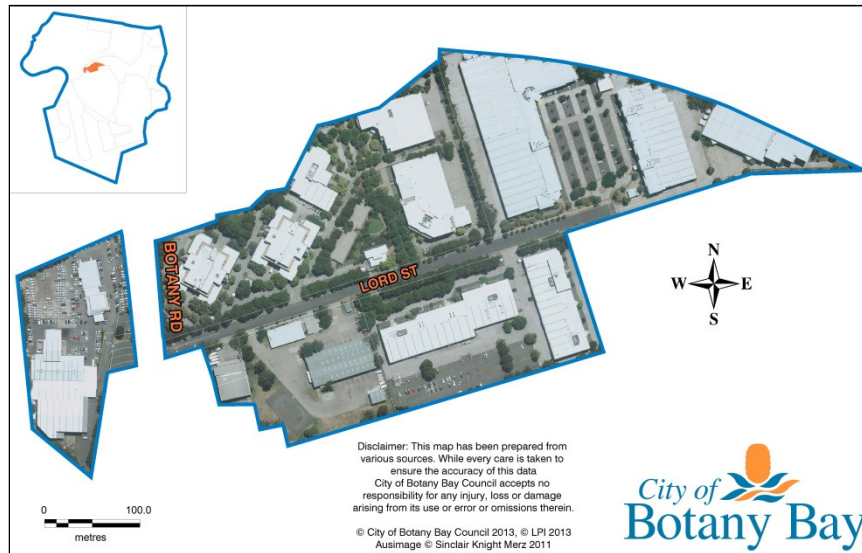 BOTANY RD
LORD ST
N
W E
S
Disclaimer: This map has been prepared from
various sources. While every care is taken to
ensure the accuracy of this data
City of Botany Bay Council accepts no
responsibility for any injury, loss or damage
arising from its use or error or omissions therein.
© City of Botany Bay Council 2013, © LPI 2013
Ausimage © Sinclair Knight Merz 2011
0 100.0
metres
City of
Botany Bay